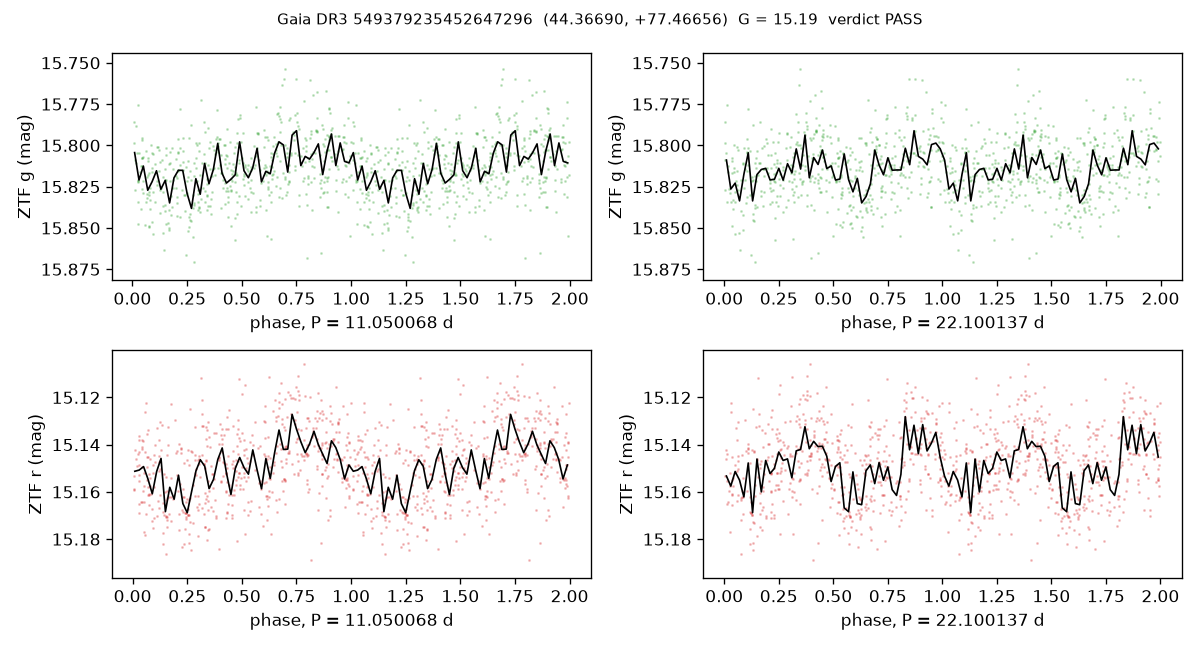 Gaia DR3 549379235452647296  (44.36690, +77.46656)  G = 15.19  verdict PASS
15.750
15.775
15.800
15.825
15.850
15.875
ZTF g (mag)
0.00 0.25 0.50 0.75 1.00 1.25 1.50 1.75 2.00
phase, P = 11.050068 d
15.750
15.775
15.800
15.825
15.850
15.875
ZTF g (mag)
0.00 0.25 0.50 0.75 1.00 1.25 1.50 1.75 2.00
phase, P = 22.100137 d
15.12
15.14
15.16
15.18
ZTF r (mag)
0.00 0.25 0.50 0.75 1.00 1.25 1.50 1.75 2.00
phase, P = 11.050068 d
15.12
15.14
15.16
15.18
ZTF r (mag)
0.00 0.25 0.50 0.75 1.00 1.25 1.50 1.75 2.00
phase, P = 22.100137 d